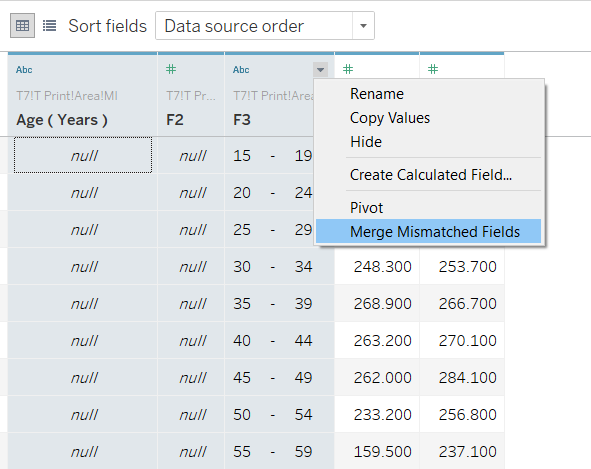 Sort fields Data source order
Abc # Abc # #
T7!T Print!Area!MI T7!T Pr... T7!T Print!Area
Age ( Years ) F2 F3
Rename
Copy Values
Hide
Create Calculated Field...
Pivot
Merge Mismatched Fields
null null 15 - 19
null null 20 - 24
null null 25 - 29
null null 30 - 34 248.300 253.700
null null 35 - 39 268.900 266.700
null null 40 - 44 263.200 270.100
null null 45 - 49 262.000 284.100
null null 50 - 54 233.200 256.800
null null 55 - 59 159.500 237.100